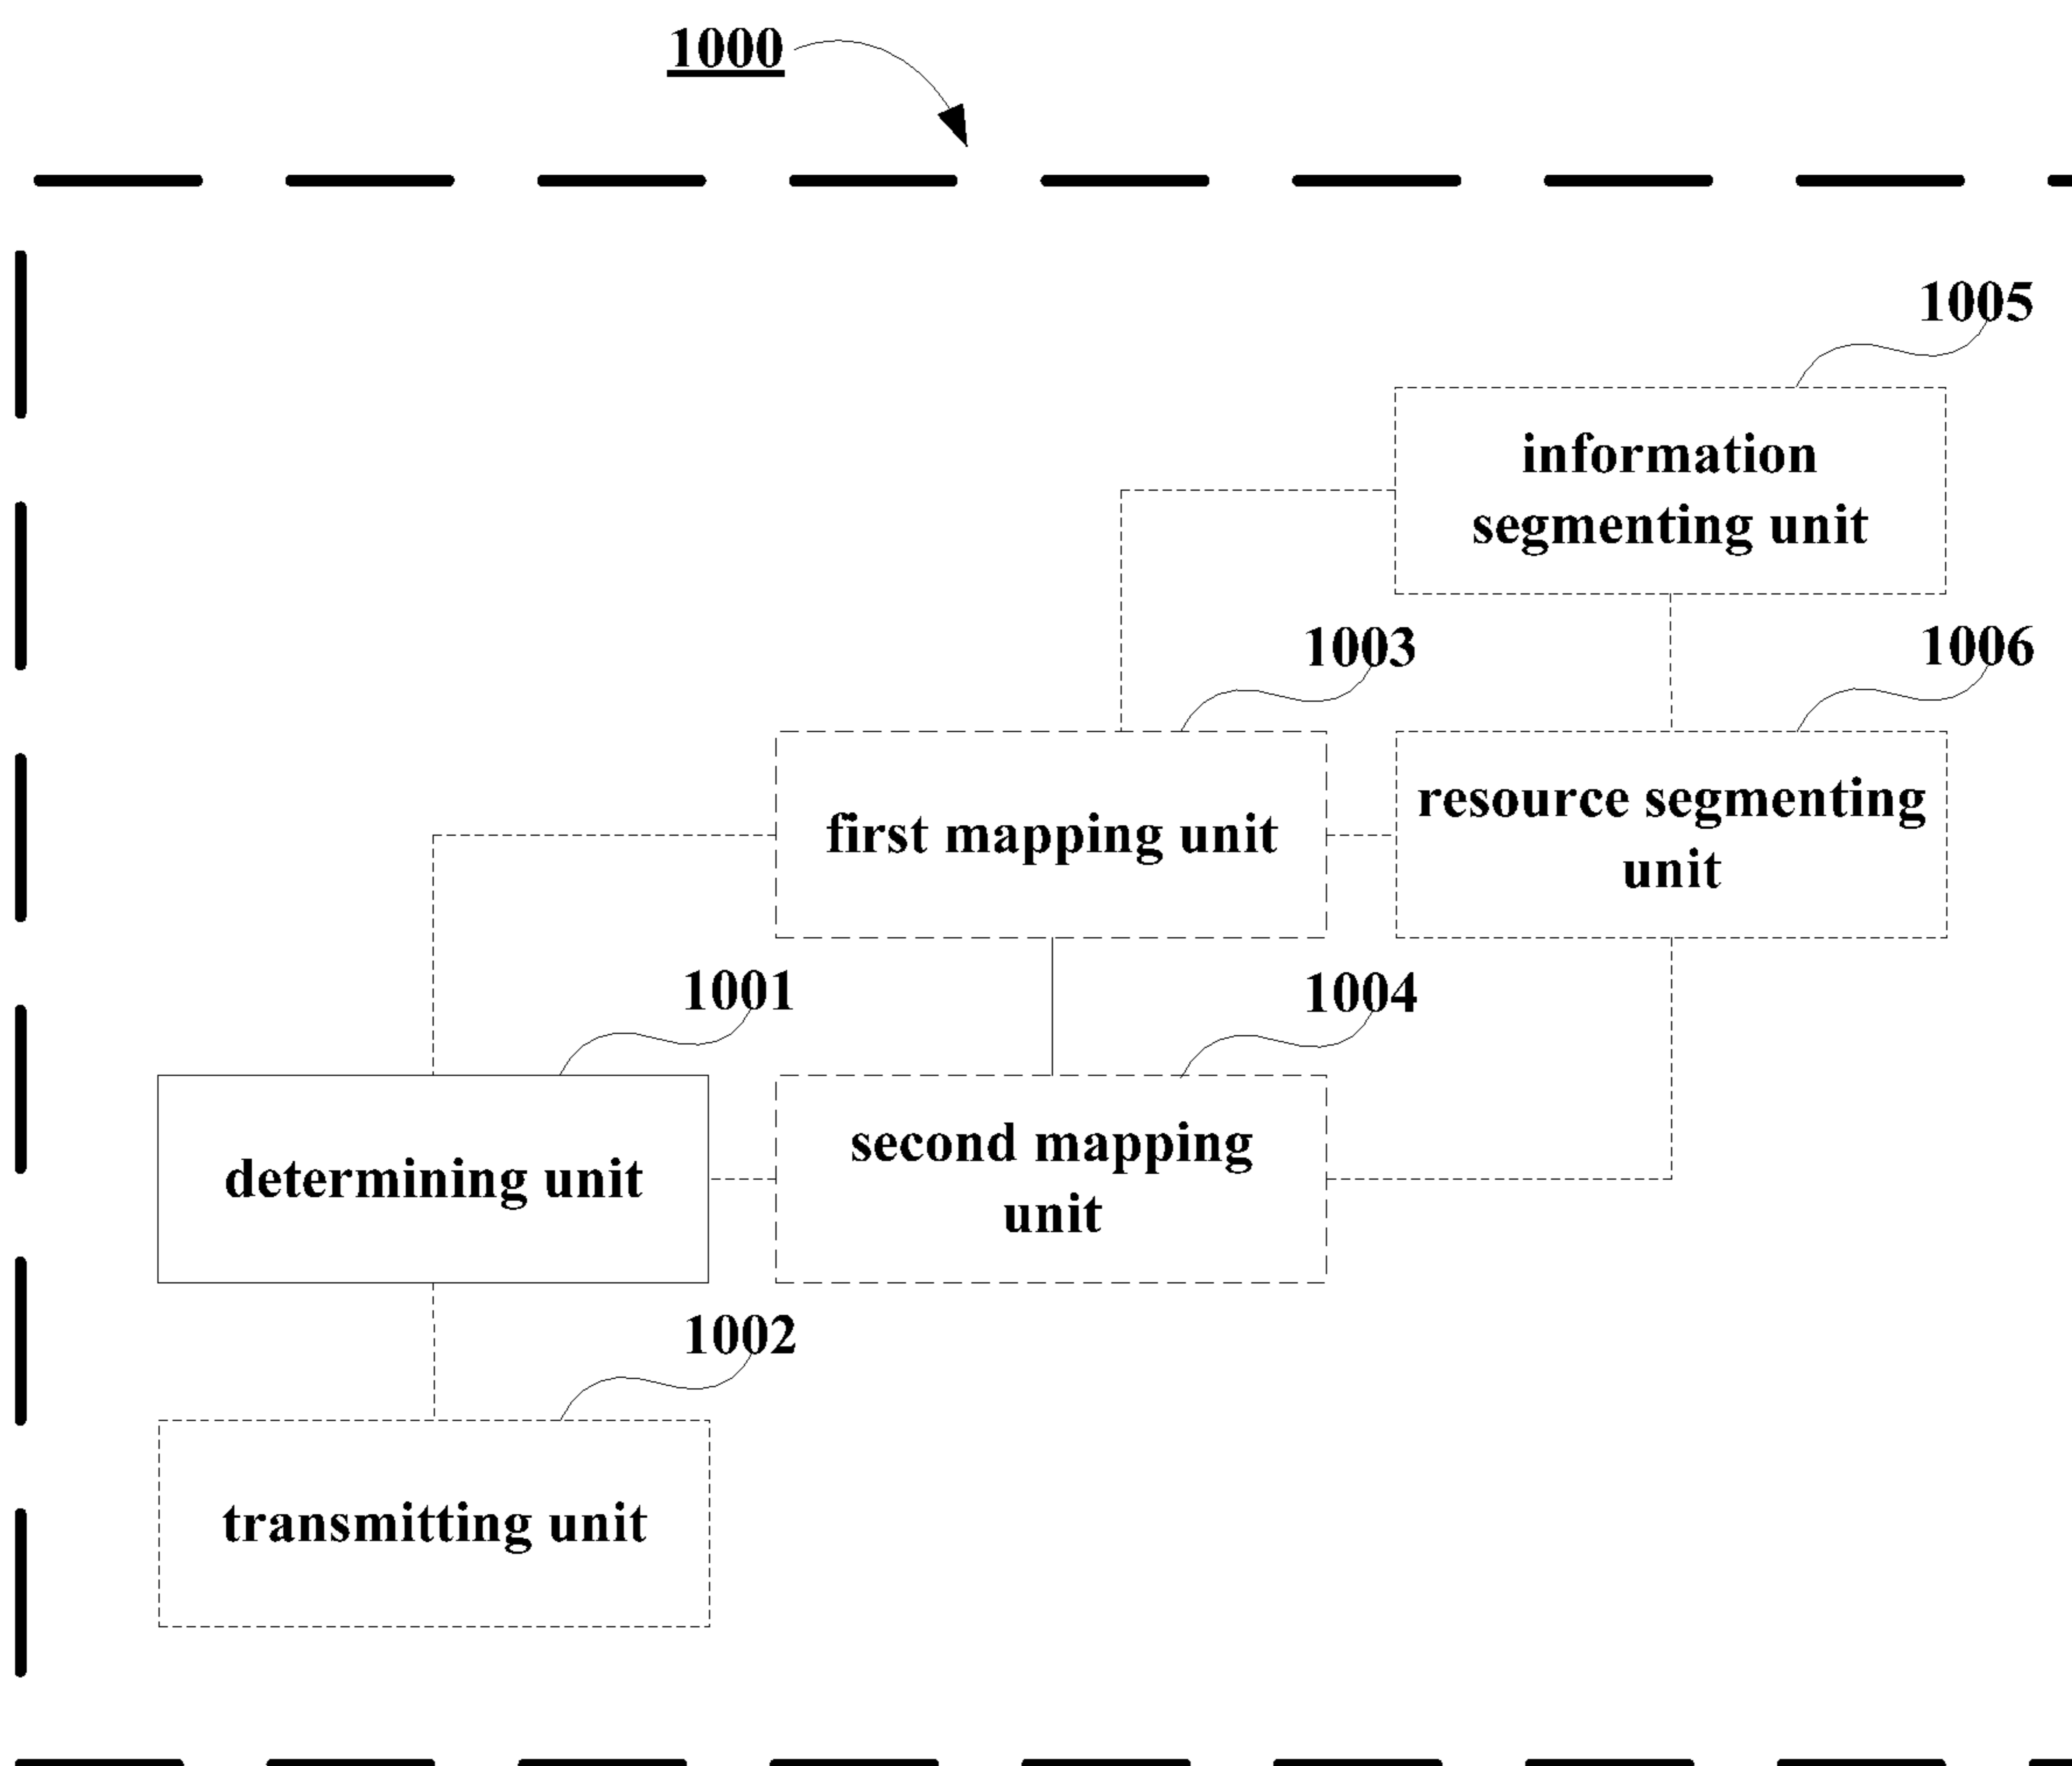 1000
1005
information
segmenting unit
1003
1006
first mapping unit
resource segmenting
unit
1001
1004
determining unit
second mapping
unit
1002
transmitting unit